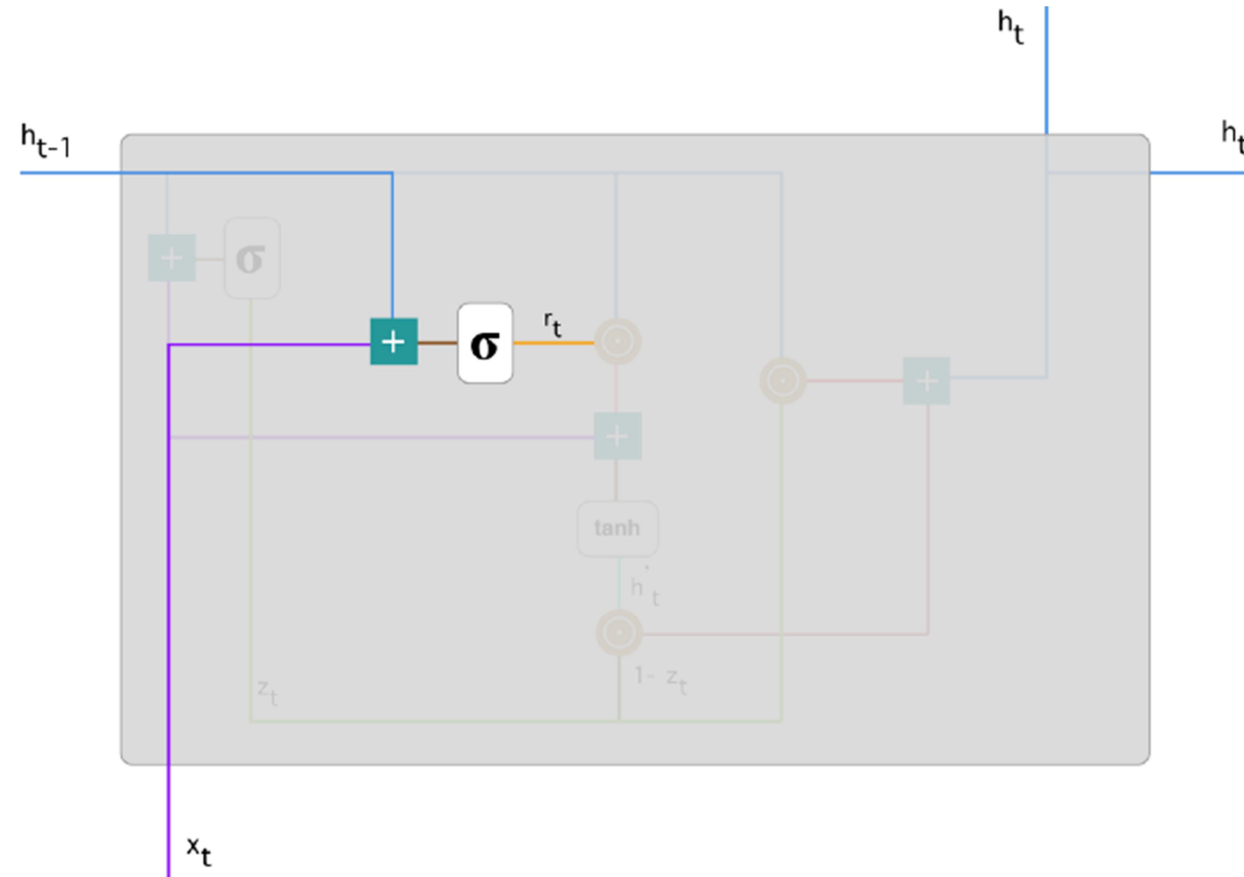 h_t
h_{t-1}
h_t
+
σ
+
σ
r_t
+
+
tanh
h'_t
1- z_t
z_t
x_t